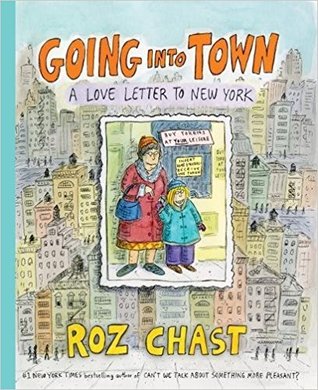 GOING INTO TOWN
A LOVE LETTER TO NEW YORK
BUY TOKENS
AT YOUR LEISURE
ROZ CHAST
#1 NEW YORK TIMES bestselling author of CAN'T WE TALK ABOUT SOMETHING MORE PLEASANT?